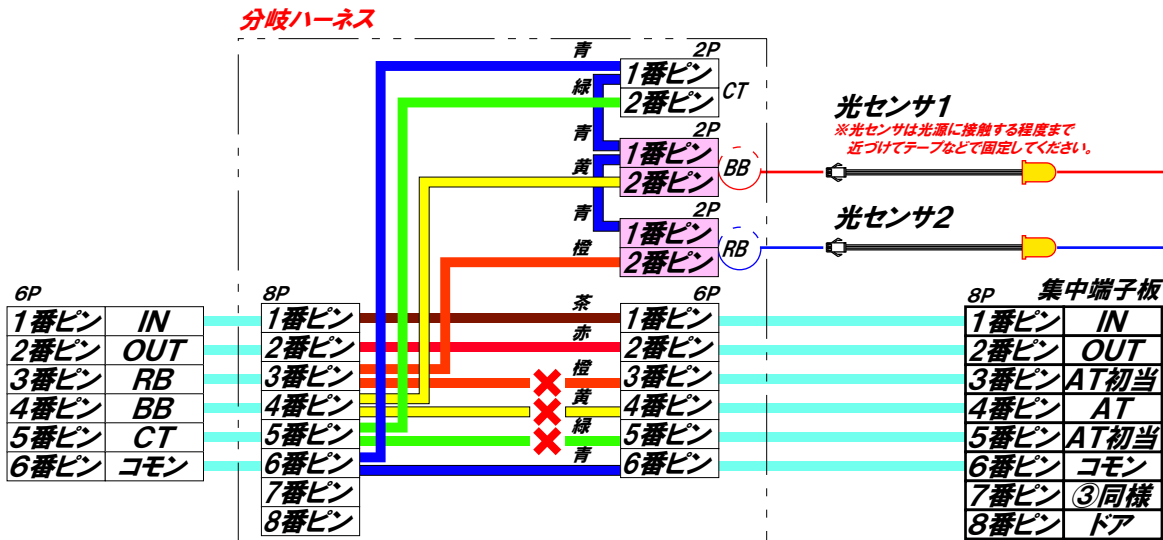 分岐ハーネス
青
2P
1番ピン
2番ピン
CT
緑
青
2P
1番ピン
2番ピン
BB
黄
青
2P
1番ピン
2番ピン
RB
橙
光センサ1
※光センサは光源に接触する程度まで
近づけてテープなどで固定してください。
光センサ2
6P
1番ピン IN
2番ピン OUT
3番ピン RB
4番ピン BB
5番ピン CT
6番ピン コモン
8P
1番ピン
2番ピン
3番ピン
4番ピン
5番ピン
6番ピン
7番ピン
8番ピン
茶
赤
橙
黄
緑
青
6P
1番ピン
2番ピン
3番ピン
4番ピン
5番ピン
6番ピン
8P 集中端子板
1番ピン IN
2番ピン OUT
3番ピン AT初当
4番ピン AT
5番ピン AT初当
6番ピン コモン
7番ピン ③同様
8番ピン ドア